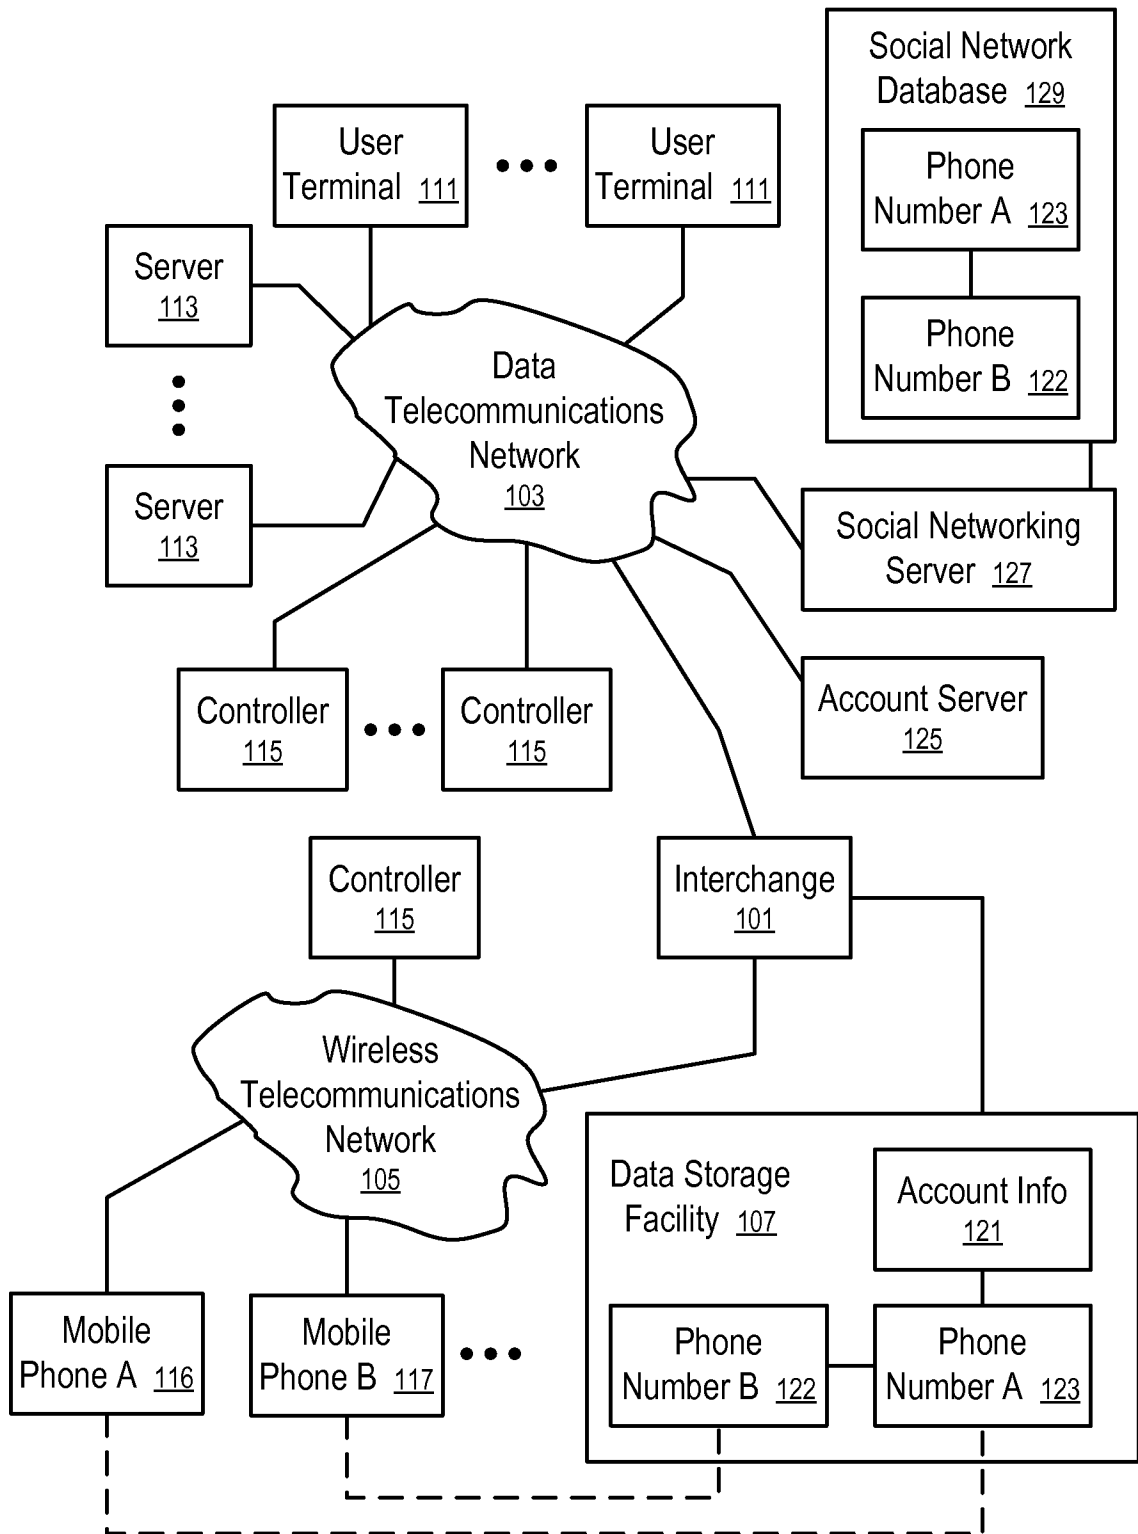 Social Network
Database 129
Phone
Number A 123
Phone
Number B 122
User
Terminal 111
User
Terminal 111
Server
113
Server
113
Data
Telecommunications
Network
103
Social Networking
Server 127
Account Server
125
Controller
115
Controller
115
Controller
115
Interchange
101
Wireless
Telecommunications
Network
105
Data Storage
Facility 107
Account Info
121
Phone
Number B 122
Phone
Number A 123
Mobile
Phone A 116
Mobile
Phone B 117